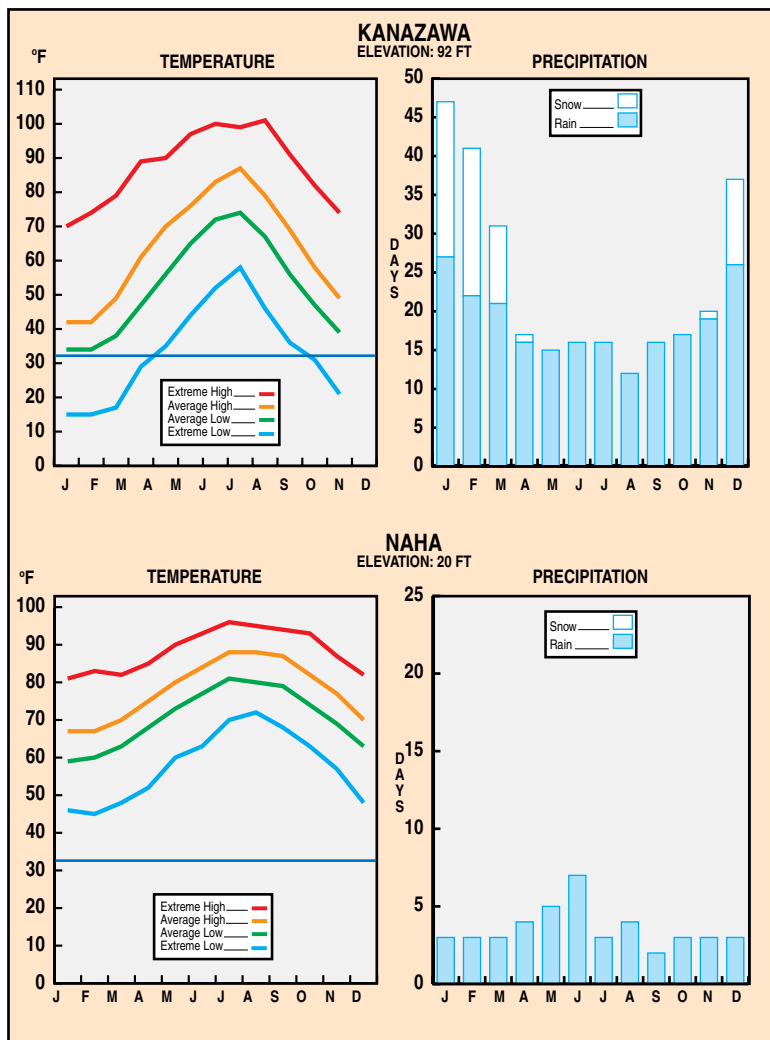 KANAZAWA
ELEVATION: 92 FT
ºF
TEMPERATURE
110
100
90
80
70
60
50
40
30
20
10
0
Extreme High
Average High
Average Low
Extreme Low
J F M A M J J A S O N D
PRECIPITATION
50
45
40
35
30
25
20
15
10
5
0
DAYS
Snow
Rain
J F M A M J J A S O N D
NAHA
ELEVATION: 20 FT
ºF
TEMPERATURE
100
90
80
70
60
50
40
30
20
10
0
Extreme High
Average High
Average Low
Extreme Low
J F M A M J J A S O N D
PRECIPITATION
25
20
15
10
5
0
DAYS
Snow
Rain
J F M A M J J A S O N D